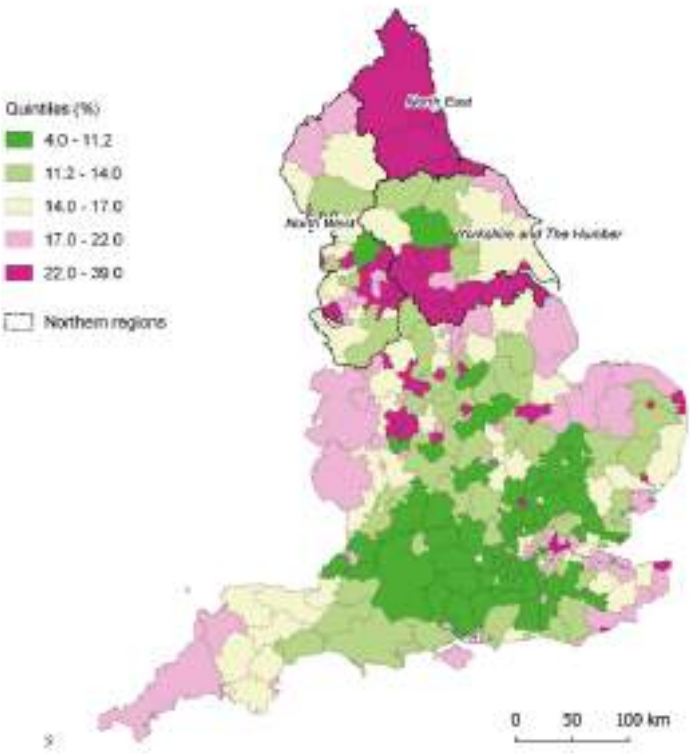 Quintiles (%)
4.0 - 11.2
11.2 - 14.0
14.0 - 17.0
17.0 - 22.0
22.0 - 39.0
Northern regions
North East
North West
Yorkshire and The Humber
0 50 100 km